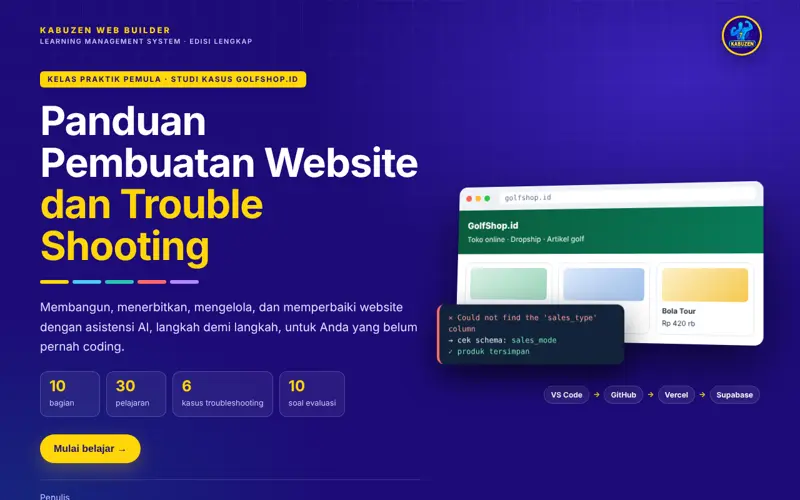 KABUZEN WEB BUILDER
LEARNING MANAGEMENT SYSTEM · EDISI LENGKAP
KABUZEN
KELAS PRAKTIK PEMULA · STUDI KASUS GOLFSHOP.ID
Panduan
Pembuatan Website
dan Trouble
Shooting
Membangun, menerbitkan, mengelola, dan memperbaiki website
dengan asistensi AI, langkah demi langkah, untuk Anda yang belum
pernah coding.
10
bagian
30
pelajaran
6
kasus troubleshooting
10
soal evaluasi
Mulai belajar →
Penulis
golfshop.id
GolfShop.id
Toko online · Dropship · Artikel golf
Bola Tour
Rp 420 rb
× Could not find the 'sales_type'
column
→ cek schema: sales_mode
✓ produk tersimpan
VS Code → GitHub → Vercel → Supabase